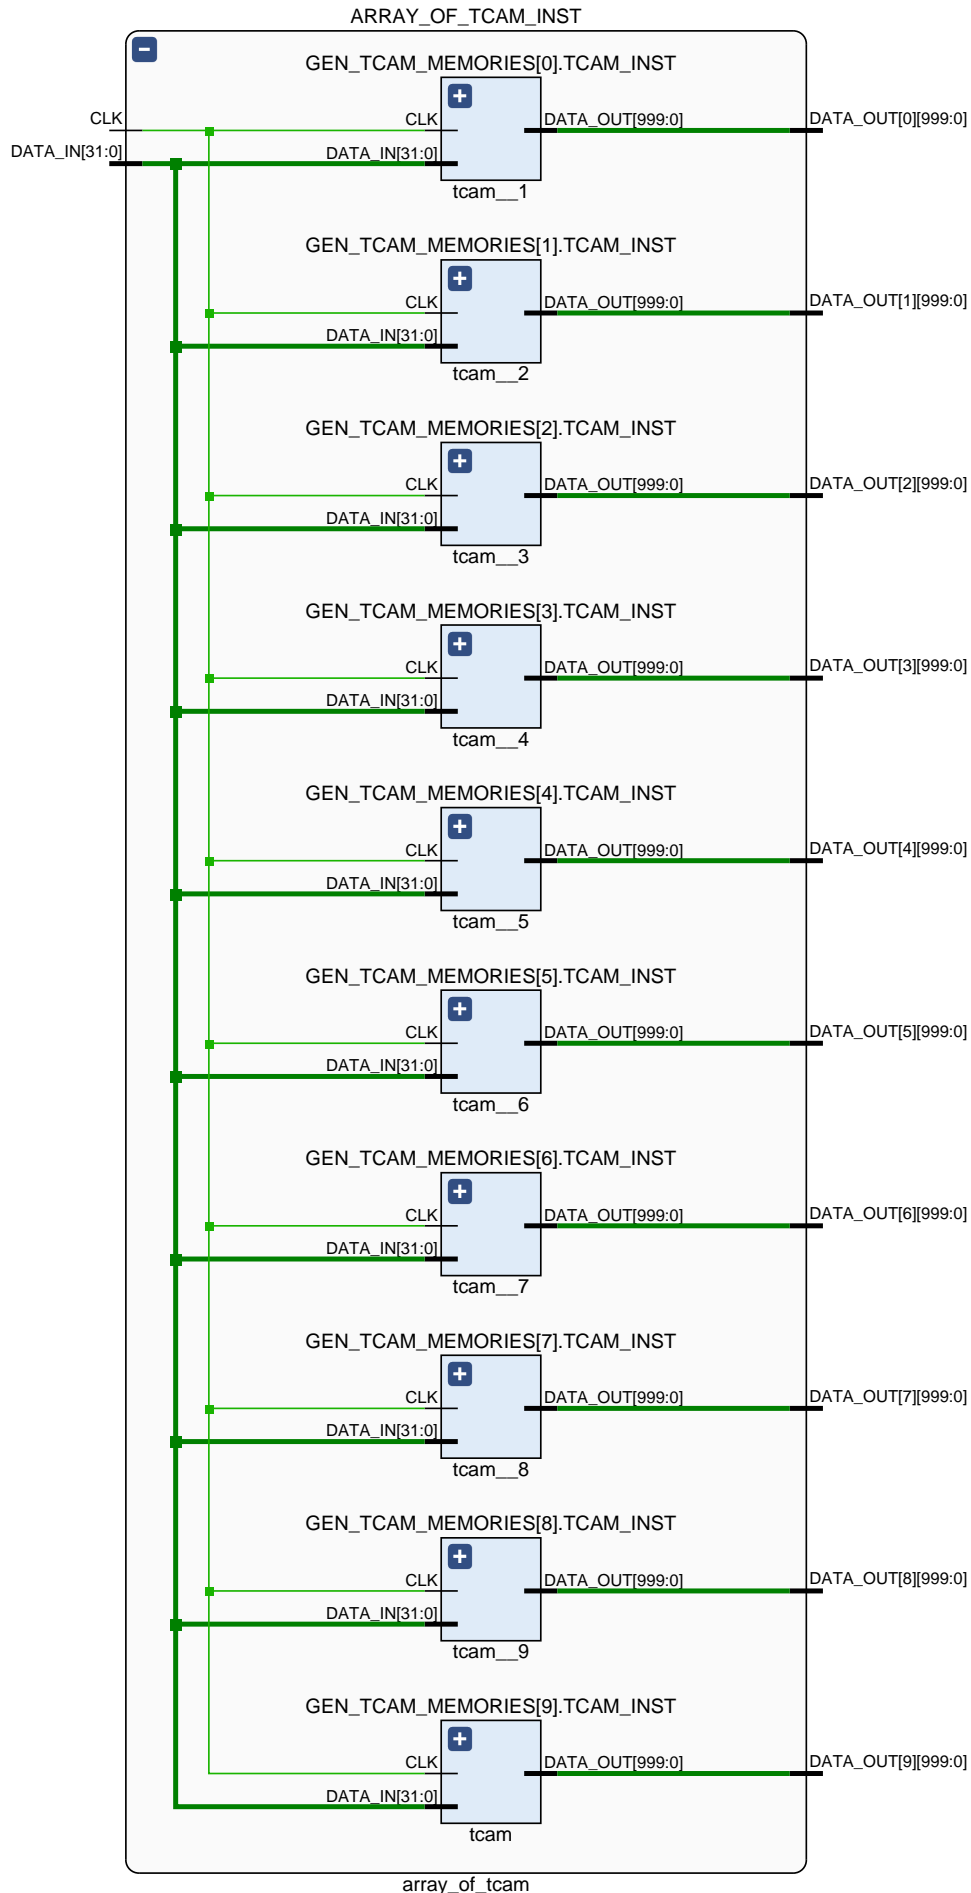 ARRAY_OF_TCAM_INST
GEN_TCAM_MEMORIES[0].TCAM_INST
CLK CLK DATA_OUT[999:0] DATA_OUT[0][999:0]
DATA_IN[31:0] DATA_IN[31:0]
tcam__1
GEN_TCAM_MEMORIES[1].TCAM_INST
CLK DATA_OUT[999:0] DATA_OUT[1][999:0]
DATA_IN[31:0]
tcam__2
GEN_TCAM_MEMORIES[2].TCAM_INST
CLK DATA_OUT[999:0] DATA_OUT[2][999:0]
DATA_IN[31:0]
tcam__3
GEN_TCAM_MEMORIES[3].TCAM_INST
CLK DATA_OUT[999:0] DATA_OUT[3][999:0]
DATA_IN[31:0]
tcam__4
GEN_TCAM_MEMORIES[4].TCAM_INST
CLK DATA_OUT[999:0] DATA_OUT[4][999:0]
DATA_IN[31:0]
tcam__5
GEN_TCAM_MEMORIES[5].TCAM_INST
CLK DATA_OUT[999:0] DATA_OUT[5][999:0]
DATA_IN[31:0]
tcam__6
GEN_TCAM_MEMORIES[6].TCAM_INST
CLK DATA_OUT[999:0] DATA_OUT[6][999:0]
DATA_IN[31:0]
tcam__7
GEN_TCAM_MEMORIES[7].TCAM_INST
CLK DATA_OUT[999:0] DATA_OUT[7][999:0]
DATA_IN[31:0]
tcam__8
GEN_TCAM_MEMORIES[8].TCAM_INST
CLK DATA_OUT[999:0] DATA_OUT[8][999:0]
DATA_IN[31:0]
tcam__9
GEN_TCAM_MEMORIES[9].TCAM_INST
CLK DATA_OUT[999:0] DATA_OUT[9][999:0]
DATA_IN[31:0]
tcam
array_of_tcam